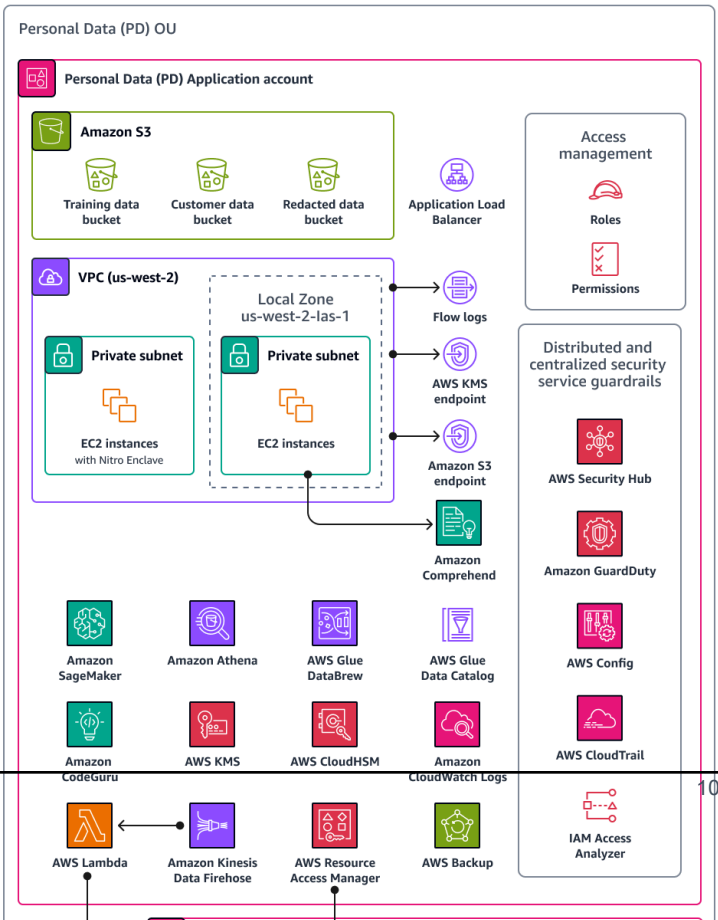 Personal Data (PD) OU
Personal Data (PD) Application account
Amazon S3
Training data
bucket
Customer data
bucket
Redacted data
bucket
Application Load
Balancer
Access
management
Roles
Permissions
VPC (us-west-2)
Local Zone
us-west-2-las-1
Private subnet
EC2 instances
with Nitro Enclave
Private subnet
EC2 instances
Flow logs
AWS KMS
endpoint
Amazon S3
endpoint
Amazon
Comprehend
Distributed and
centralized security
service guardrails
AWS Security Hub
Amazon GuardDuty
AWS Config
AWS CloudTrail
IAM Access
Analyzer
Amazon
SageMaker
Amazon Athena
AWS Glue
DataBrew
AWS Glue
Data Catalog
Amazon
CodeGuru
AWS KMS
AWS CloudHSM
Amazon
CloudWatch Logs
10
AWS Lambda
Amazon Kinesis
Data Firehose
AWS Resource
Access Manager
AWS Backup